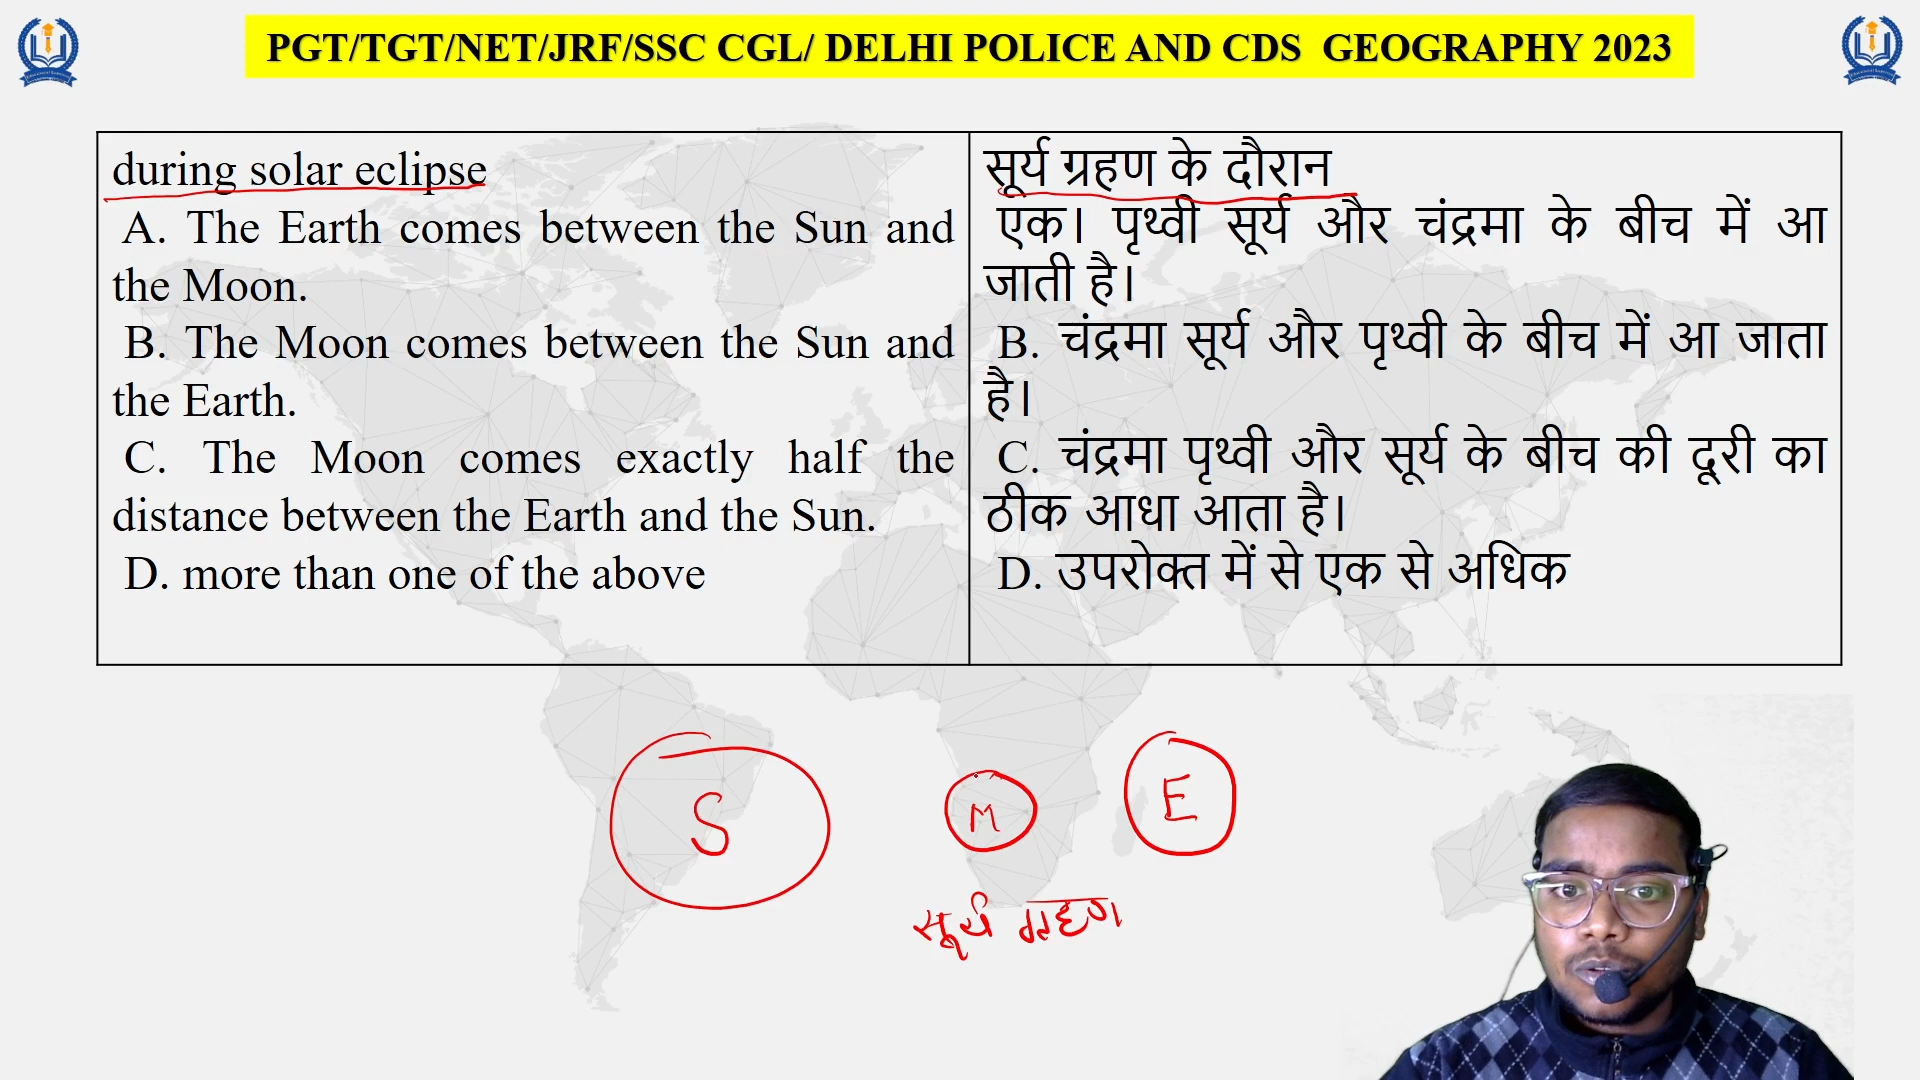 PGT/TGT/NET/JRF/SSC CGL/ DELHI POLICE AND CDS GEOGRAPHY 2023
during solar eclipse
A. The Earth comes between the Sun and
the Moon.
B. The Moon comes between the Sun and
the Earth.
C. The Moon comes exactly half the
distance between the Earth and the Sun.
D. more than one of the above
सूर्य ग्रहण के दौरान
एक। पृथ्वी सूर्य और चंद्रमा के बीच में आ
जाती है।
B. चंद्रमा सूर्य और पृथ्वी के बीच में आ जाता
है।
C. चंद्रमा पृथ्वी और सूर्य के बीच की दूरी का
ठीक आधा आता है।
D. उपरोक्त में से एक से अधिक
S
M
E
सूर्य ग्रहण